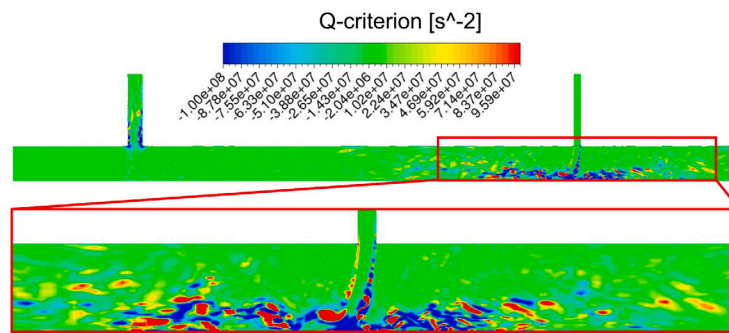 Q-criterion [s^-2]
-1.00e+08
-8.78e+07
-7.55e+07
-6.33e+07
-5.10e+07
-3.88e+07
-2.65e+07
-1.43e+07
-2.04e+06
1.02e+07
2.24e+07
3.47e+07
4.69e+07
5.92e+07
7.14e+07
8.37e+07
9.59e+07